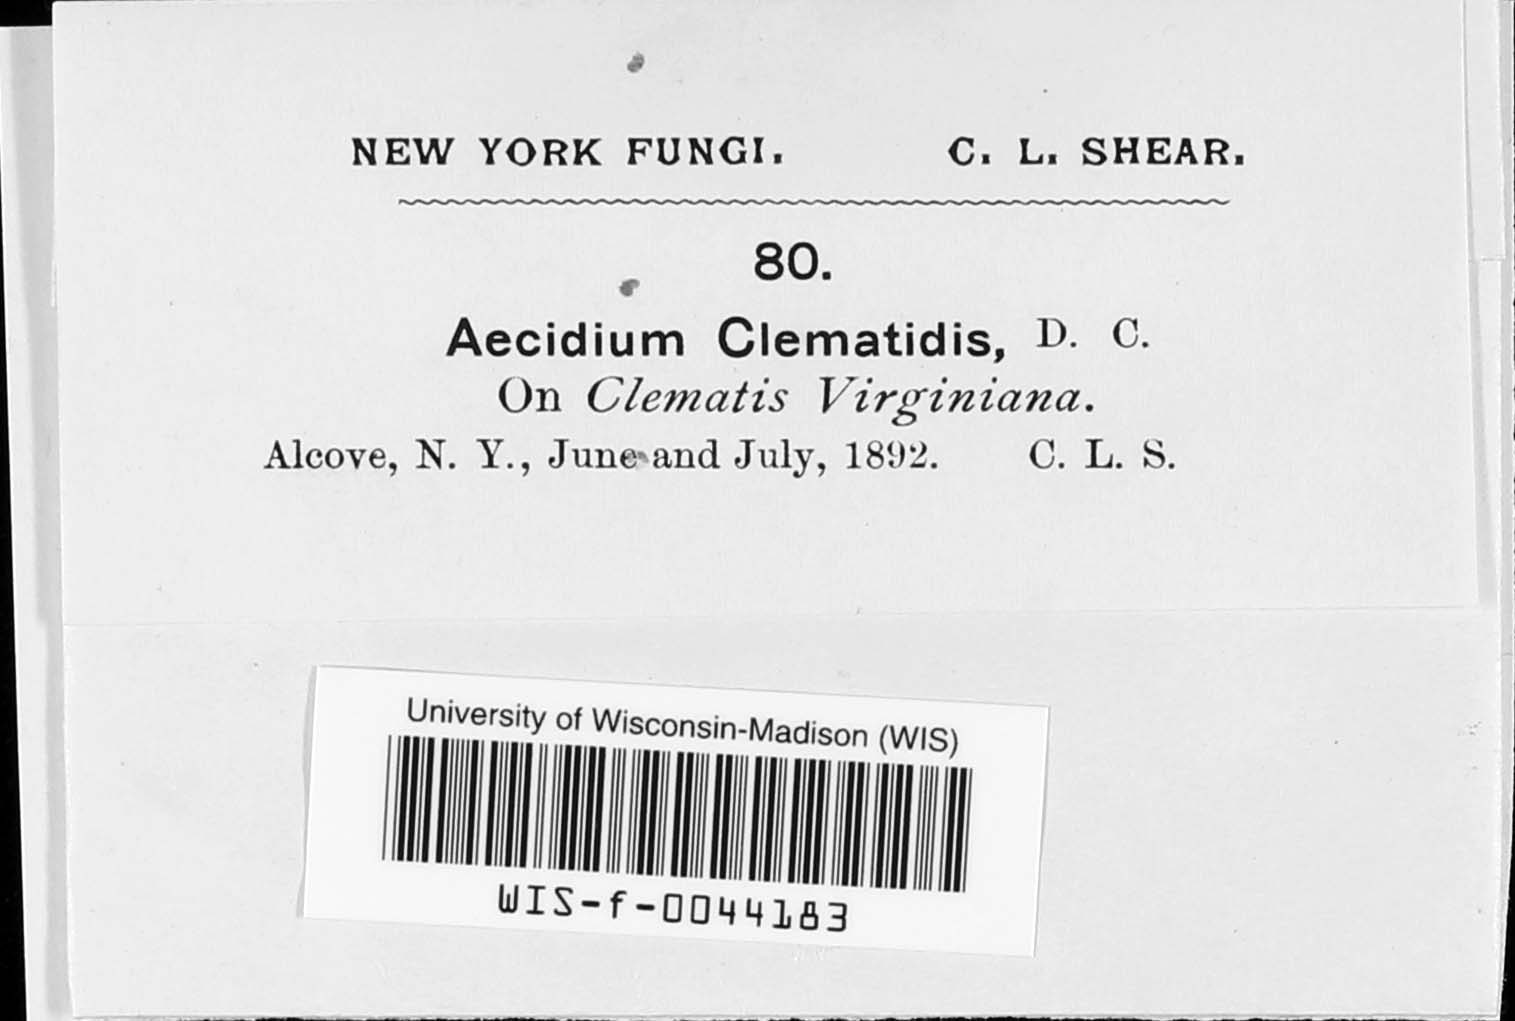 NEW YORK FUNGI. C. L. SHEAR.
80.
Aecidium Clematidis, D. C.
On Clematis Virginiana.
Alcove, N. Y., June and July, 1892. C. L. S.
University of Wisconsin-Madison (WIS)
WIS-f-0044183